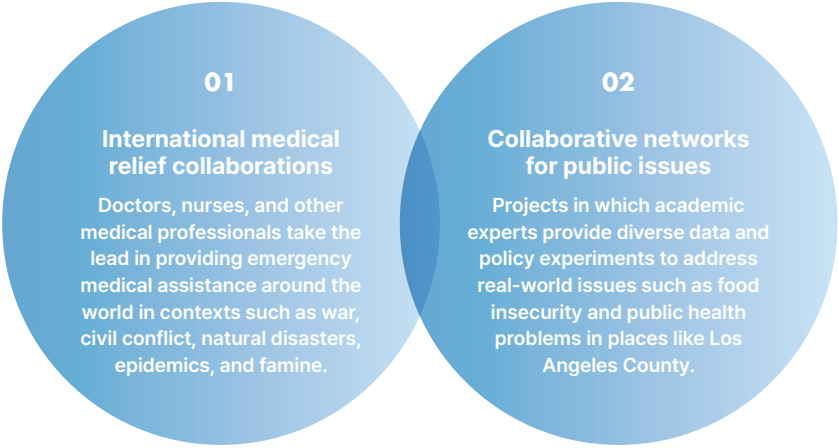 01
International medical
relief collaborations
Doctors, nurses, and other
medical professionals take the
lead in providing emergency
medical assistance around the
world in contexts such as war,
civil conflict, natural disasters,
epidemics, and famine.
02
Collaborative networks
for public issues
Projects in which academic
experts provide diverse data and
policy experiments to address
real-world issues such as food
insecurity and public health
problems in places like Los
Angeles County.